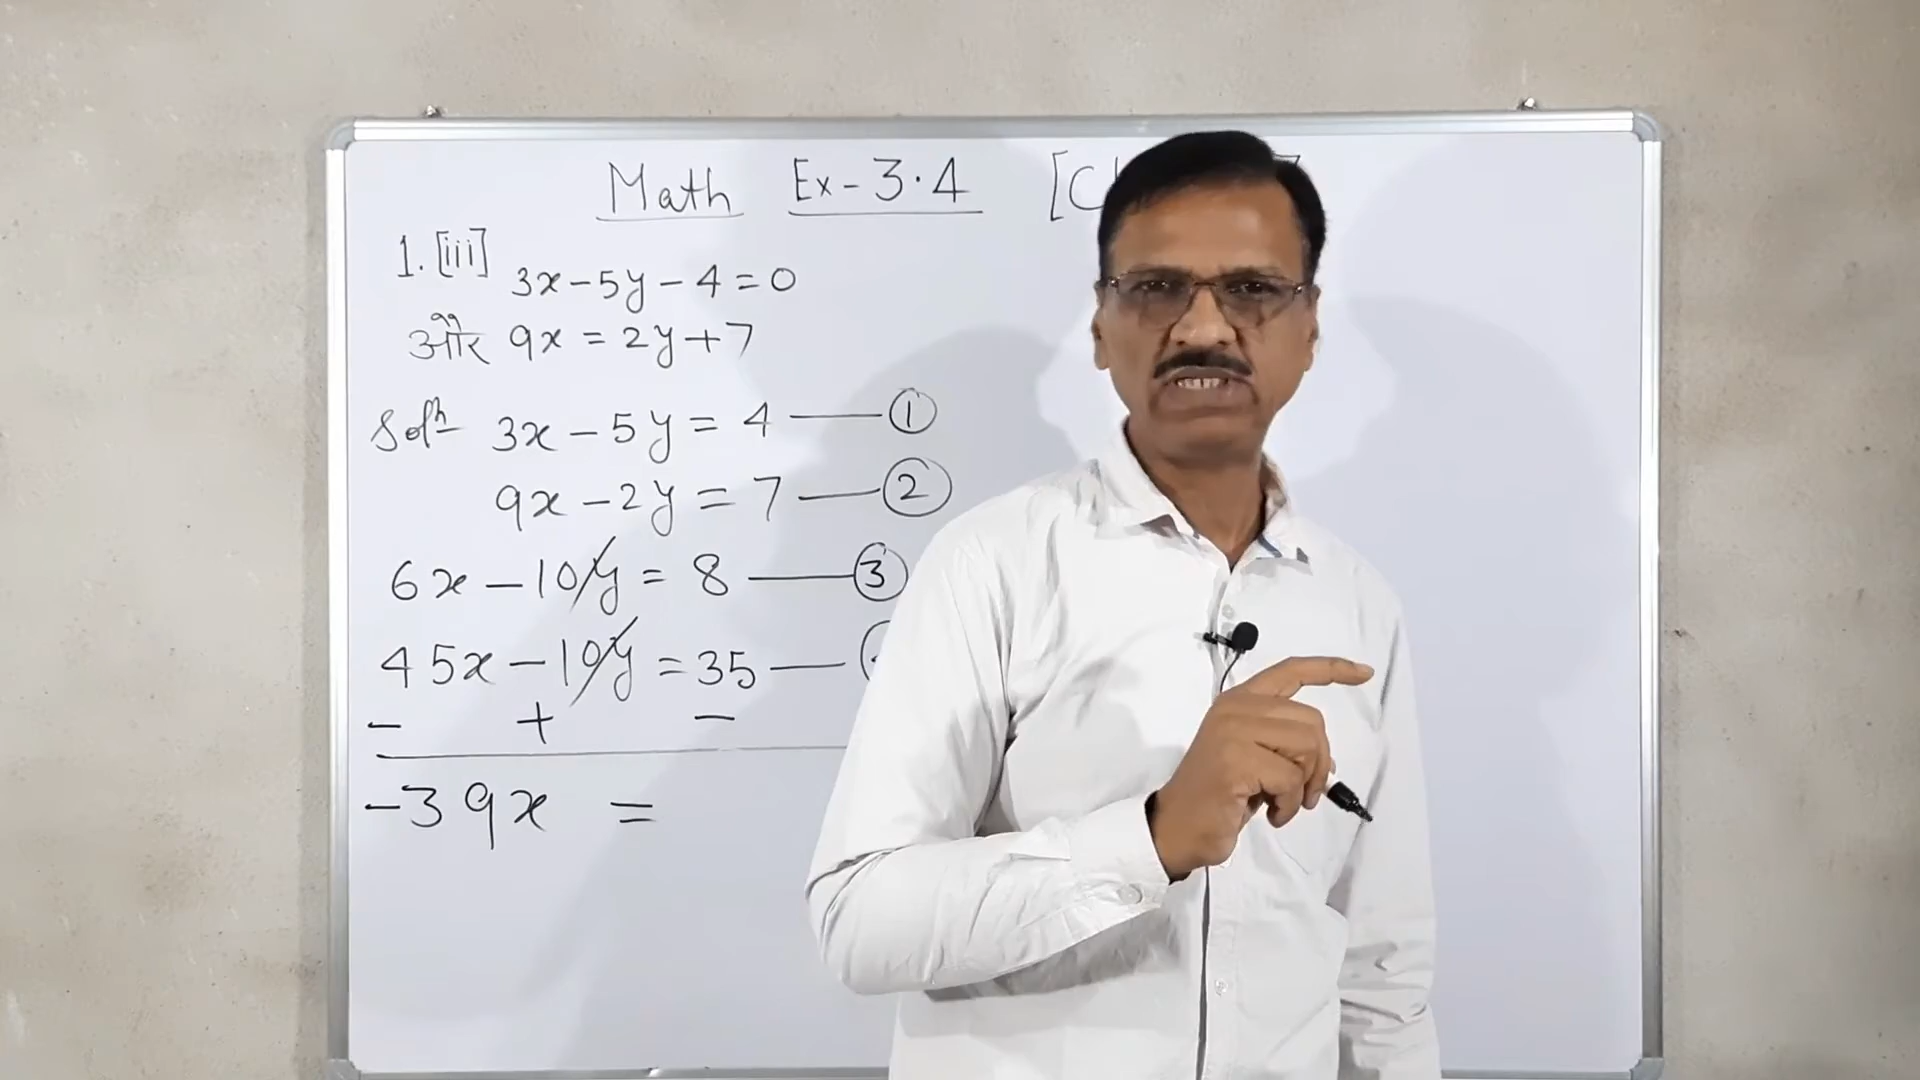 Math Ex-3.4
1. [iii] 3x-5y-4=0
और 9x = 2y+7
Solⁿ 3x-5y = 4 — ①
9x-2y = 7 — ②
6x-10y = 8 — ③
45x-10y = 35 —
- + -
-39x =